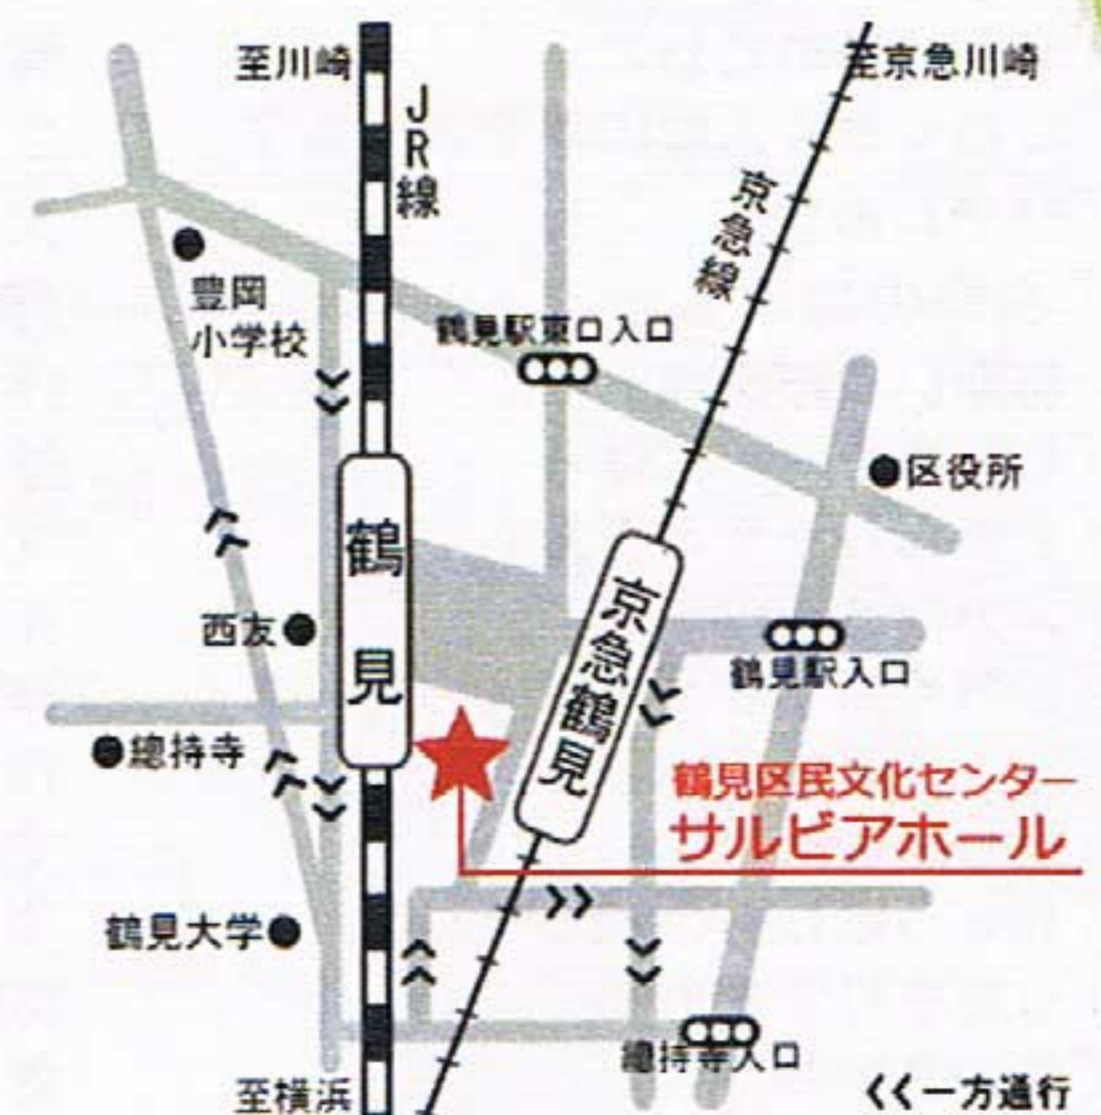 至川崎
JR線
至京急川崎
京急線
豊岡
小学校
鶴見駅東口入口
区役所
鶴見
西友
京急鶴見
鶴見駅入口
總持寺
鶴見区民文化センター
サルビアホール
鶴見大学
總持寺入口
至横浜
<<一方通行